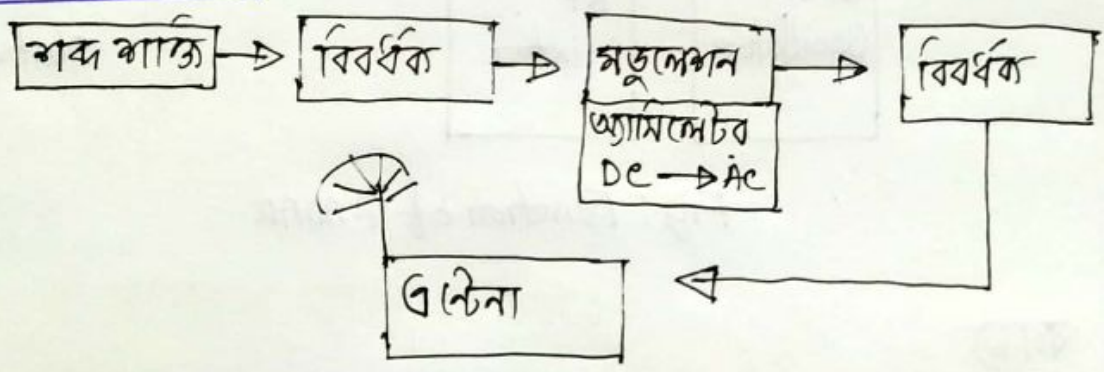 শব্দ শক্তি
বিবর্ধক
মডুলেশন
অ্যাসিলেটর
DC → AC
বিবর্ধক
এন্টেনা